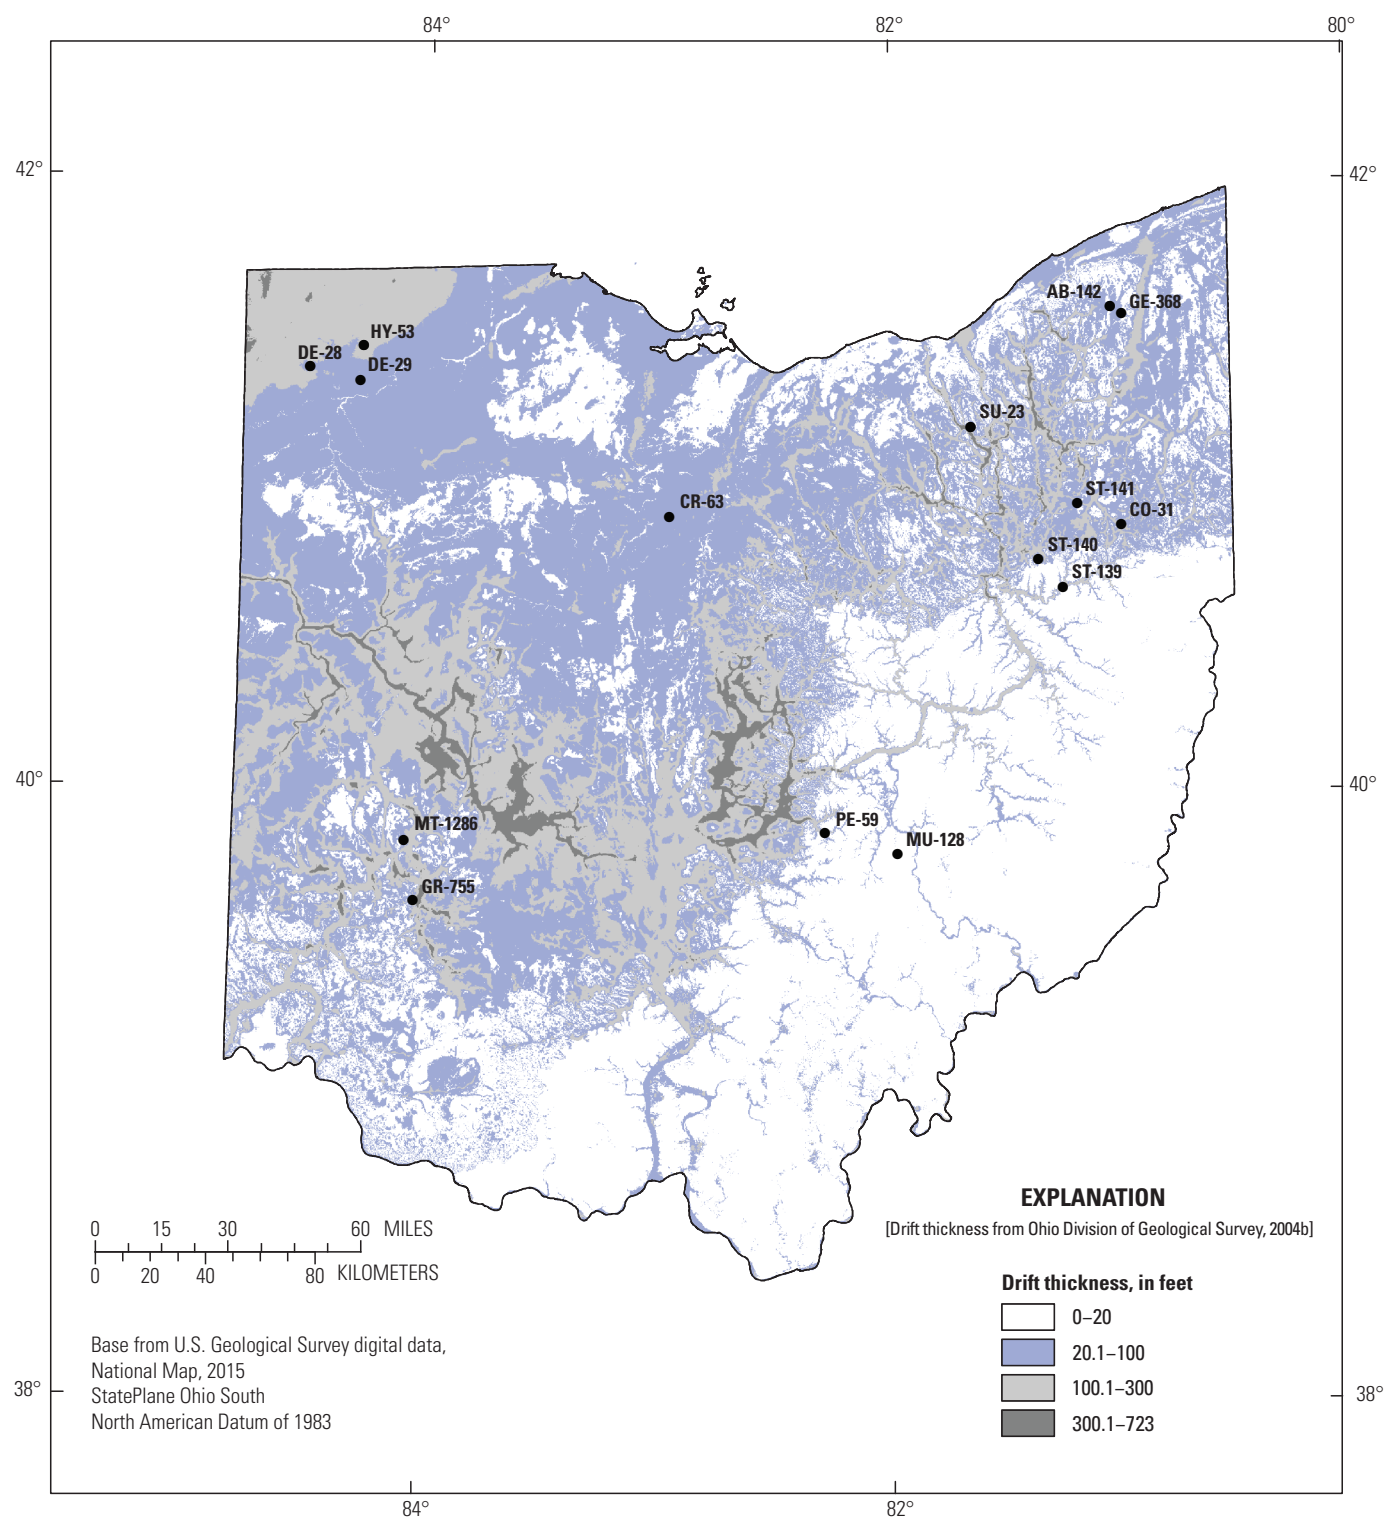 84°
82°
80°
42°
42°
AB-142
GE-368
HY-53
DE-28
DE-29
SU-23
CR-63
ST-141
CO-31
ST-140
ST-139
40°
40°
MT-1286
PE-59
MU-128
GR-755
EXPLANATION
[Drift thickness from Ohio Division of Geological Survey, 2004b]
Drift thickness, in feet
0–20
20.1–100
100.1–300
300.1–723
0 15 30 60 MILES
0 20 40 80 KILOMETERS
Base from U.S. Geological Survey digital data,
National Map, 2015
StatePlane Ohio South
North American Datum of 1983
38°
38°
84°
82°